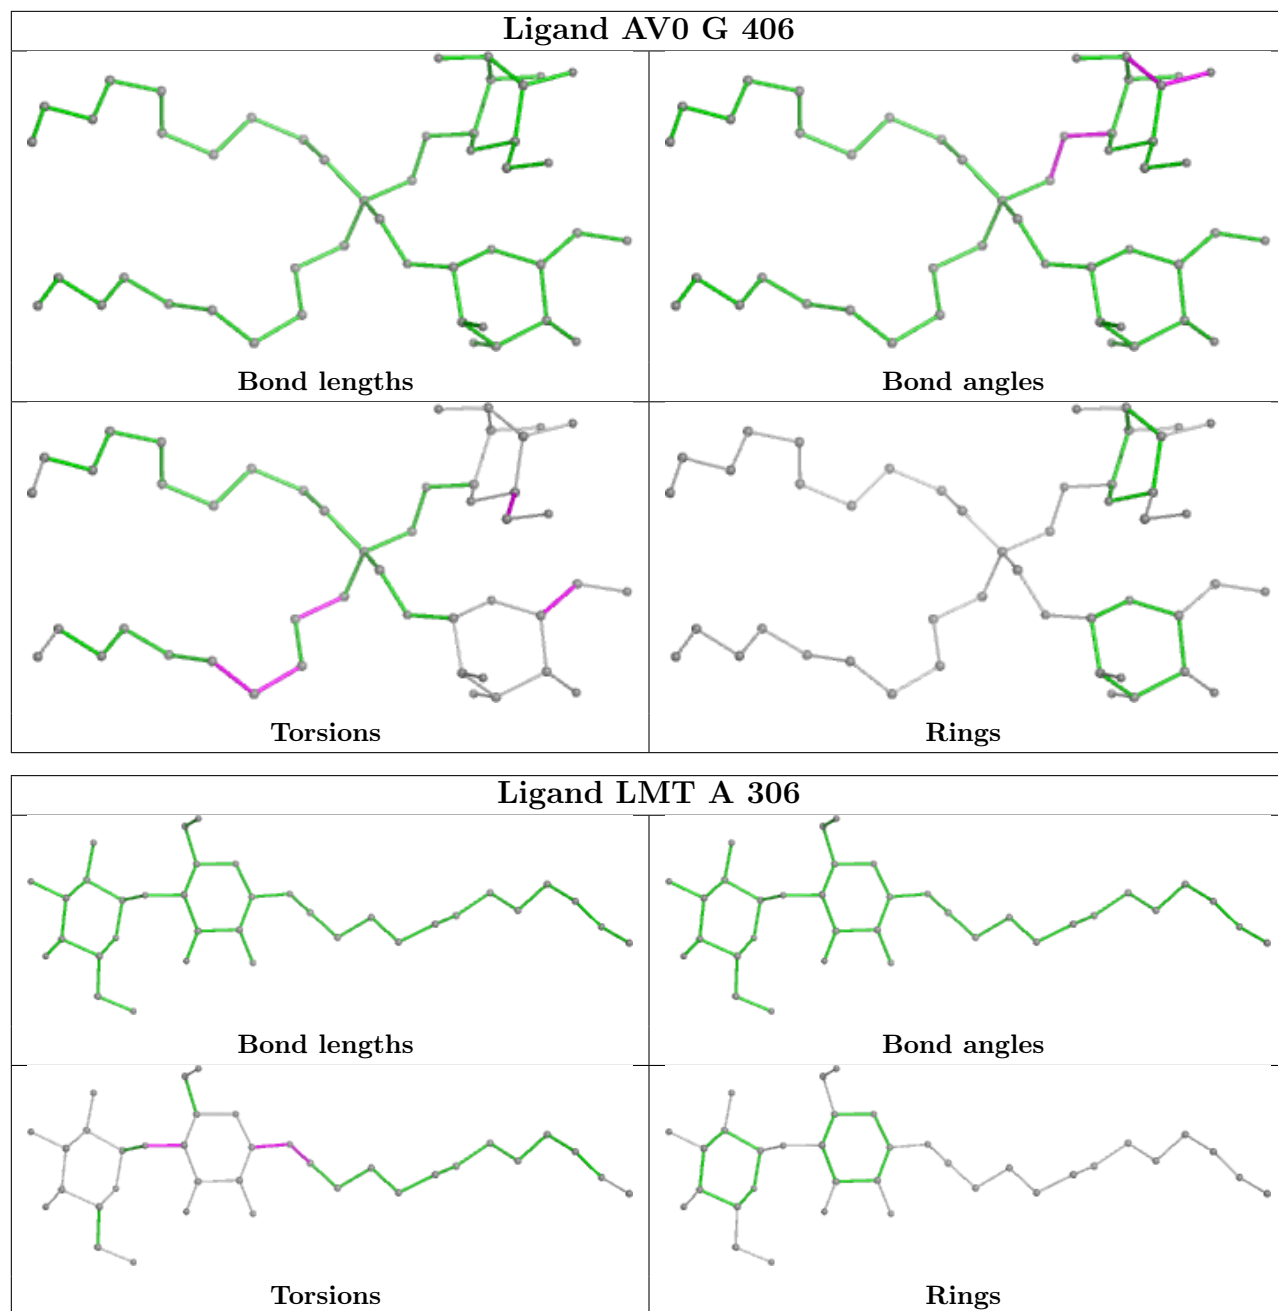 Ligand AV0 G 406
Bond lengths
Bond angles
Torsions
Rings
Ligand LMT A 306
Bond lengths
Bond angles
Torsions
Rings